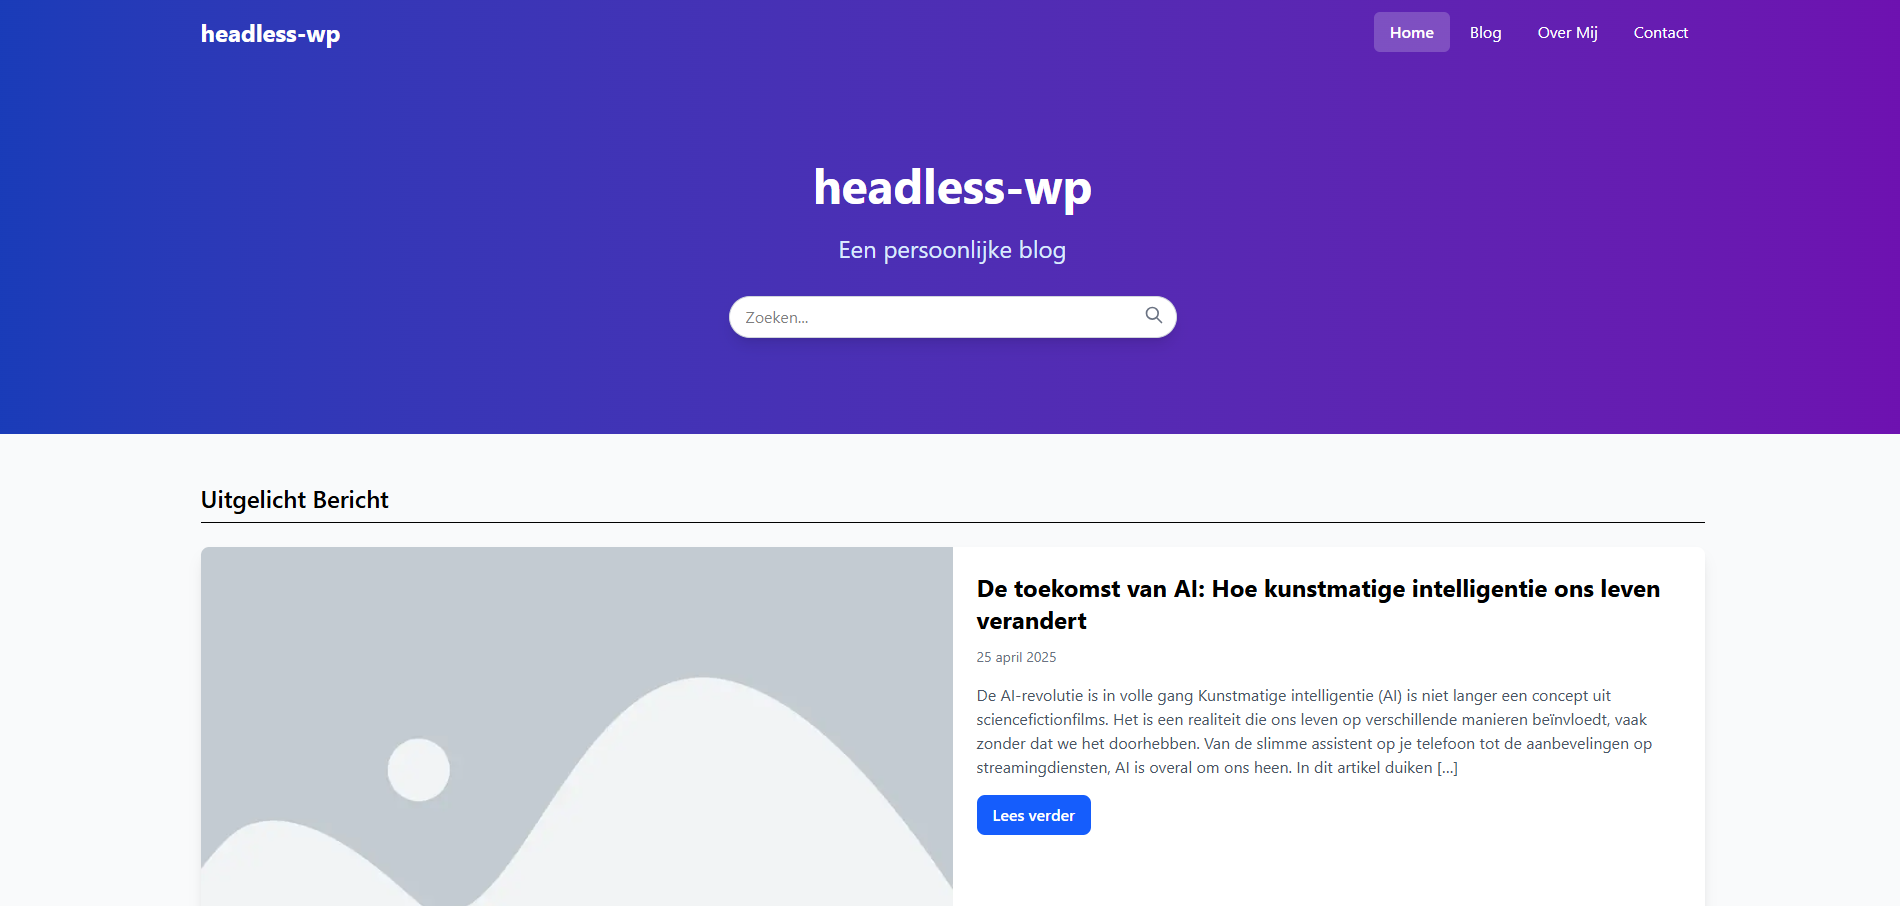 headless-wp
Home
Blog
Over Mij
Contact
headless-wp
Een persoonlijke blog
Zoeken...
Uitgelicht Bericht
De toekomst van AI: Hoe kunstmatige intelligentie ons leven
verandert
25 april 2025
De AI-revolutie is in volle gang Kunstmatige intelligentie (AI) is niet langer een concept uit
sciencefictionfilms. Het is een realiteit die ons leven op verschillende manieren beïnvloedt, vaak
zonder dat we het doorhebben. Van de slimme assistent op je telefoon tot de aanbevelingen op
streamingdiensten, AI is overal om ons heen. In dit artikel duiken [...]
Lees verder